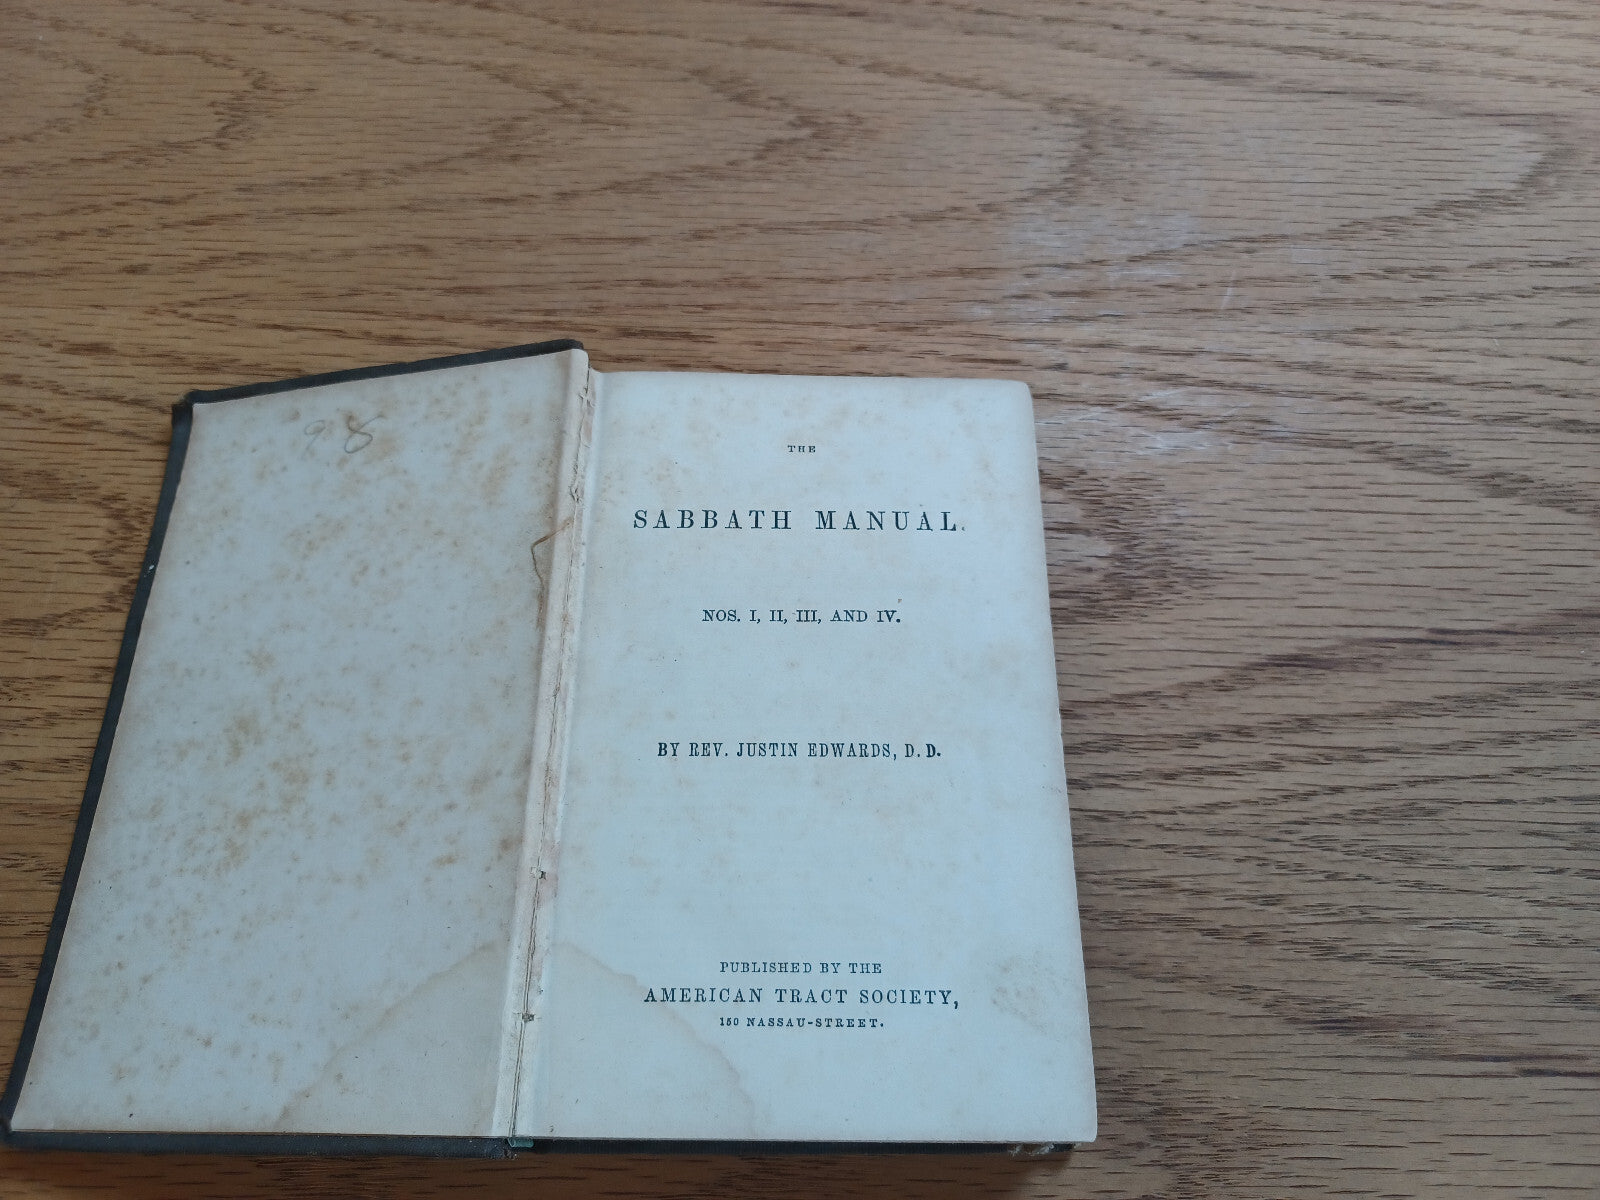 98
THE
SABBATH MANUAL.
NOS. I, II, III, AND IV.
BY REV. JUSTIN EDWARDS, D. D.
PUBLISHED BY THE
AMERICAN TRACT SOCIETY,
150 NASSAU-STREET.